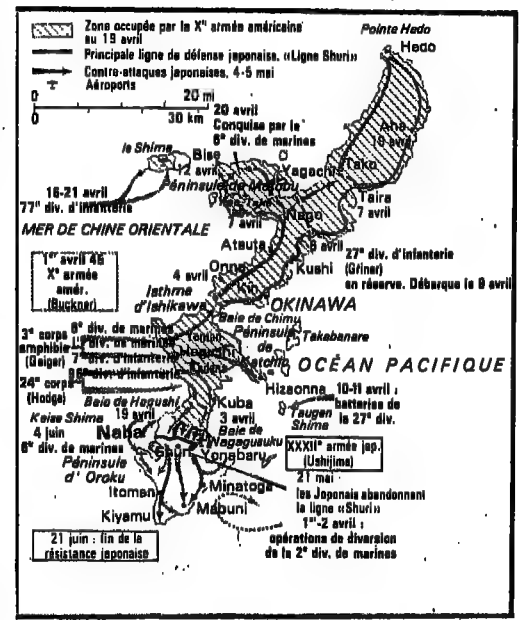 Zone occupée par la Xᵉ armée américaine
au 19 avril
Principale ligne de défense japonaise. «Ligne Shuri»
Contre-attaques japonaises, 4-5 mai
Aéroports
0 20 mi
0 30 km
Pointe Hedo
Hedo
Aha
19 avril
20 avril
Conquise par la
6ᵉ div. de marines
Ie Shima
Bise
12 avril
Yagachi
Tako
Péninsule de Motobu
Taira
7 avril
16-21 avril
77ᵉ div. d'infanterie
7 avril
Nago
MER DE CHINE ORIENTALE
Atsuta
8 avril
1ᵉʳ avril 45
Xᵉ armée
amér.
(Buckner)
Onna
Kushi
27ᵉ div. d'infanterie
(Griner)
en réserve. Débarque le 9 avril
4 avril
Kin
Isthme
d'Ishikawa
OKINAWA
Baie de Chimu
3ᵉ corps
amphibie
(Geiger)
6ᵉ div. de marines
1ʳᵉ div. de marines
7ᵉ div. d'infanterie
96ᵉ div. d'infanterie
24ᵉ corps
(Hodge)
Péninsule
de
Katchin
Takabanare
OCÉAN PACIFIQUE
Hizaonna
10-11 avril :
batteries de
la 27ᵉ div.
Tsugen
Shima
Baie de Hagushi
Keise Shima
19 avril
Kuba
3 avril
Naha
Shuri
Baie de
Nagagusuku
4 juin
6ᵉ div. de marines
Yonabaru
XXXIIᵉ armée jap.
(Ushijima)
Péninsule
d'Oroku
21 mai
les Japonais abandonnent
la ligne «Shuri»
Itoman
Minatoga
Kiyamu
Mabuni
1ᵉʳ-2 avril :
opérations de diversion
de la 2ᵉ div. de marines
21 juin : fin de la
résistance japonaise